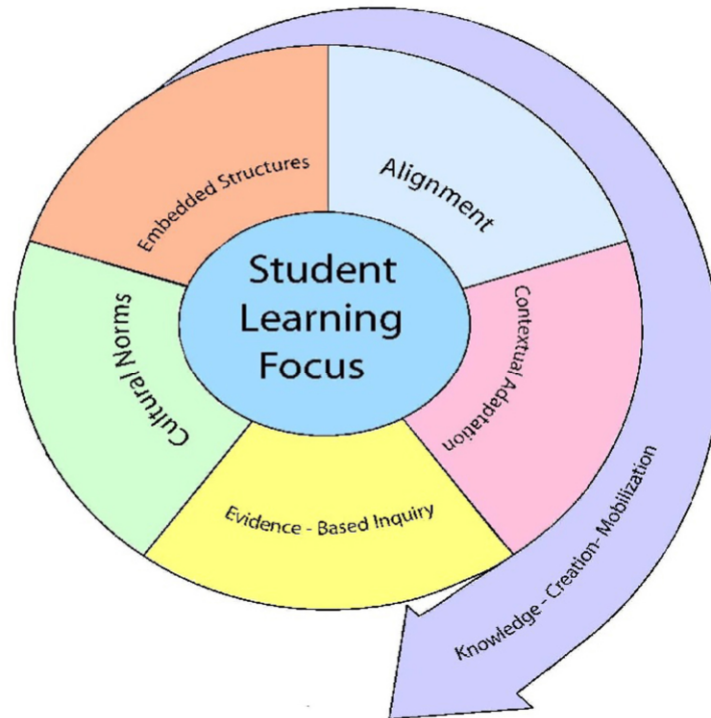 Student
Learning
Focus
Alignment
Contextual Adaptation
Evidence - Based Inquiry
Cultural Norms
Embedded Structures
Knowledge - Creation- Mobilization